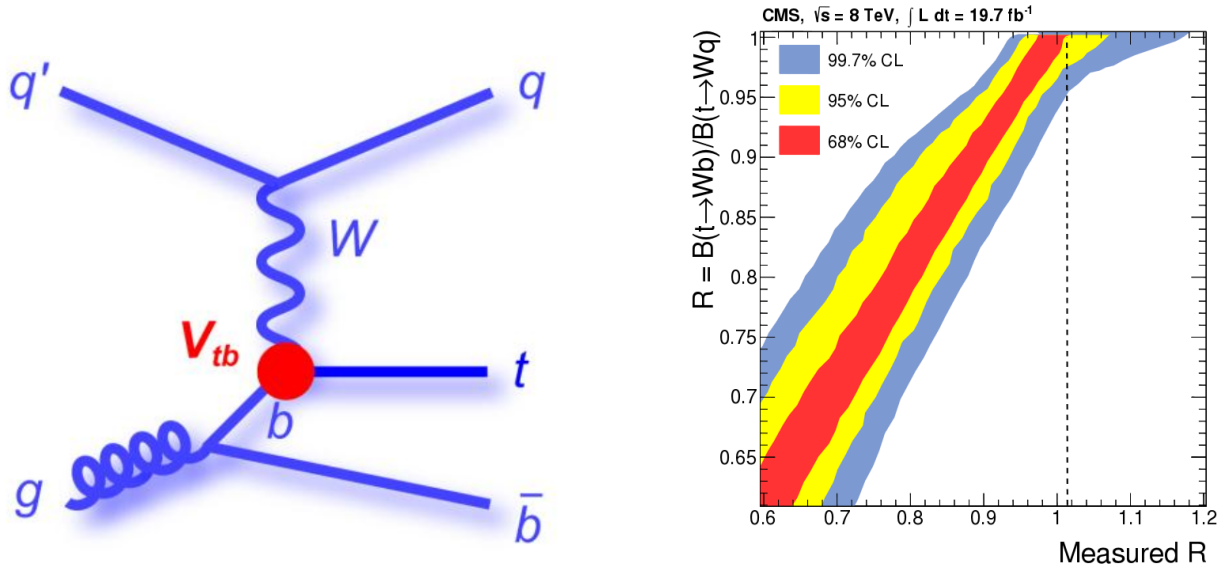 q'
q
W
V_tb
t
b
g
b̄
CMS, √s = 8 TeV, ∫ L dt = 19.7 fb⁻¹
R = B(t→Wb)/B(t→Wq)
1
0.95
0.9
0.85
0.8
0.75
0.7
0.65
99.7% CL
95% CL
68% CL
0.6 0.7 0.8 0.9 1 1.1 1.2
Measured R